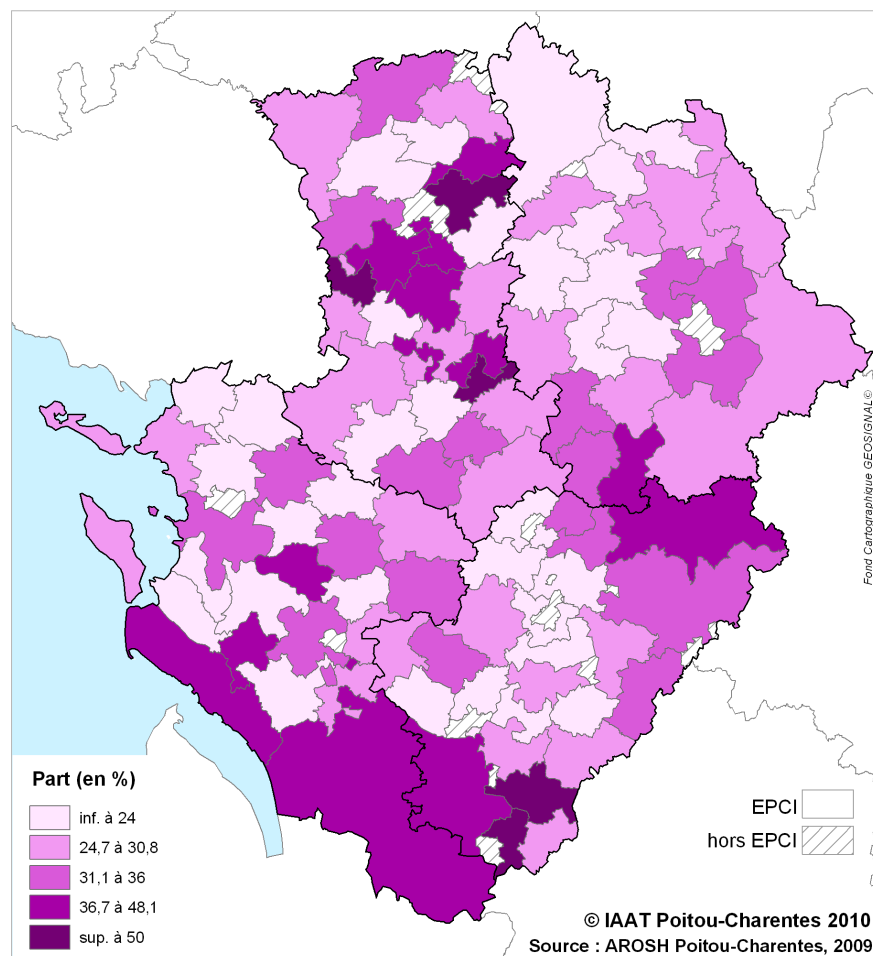 Fond Cartographique GEOSIGNAL©
Part (en %)
inf. à 24
24,7 à 30,8
31,1 à 36
36,7 à 48,1
sup. à 50
EPCI
hors EPCI
© IAAT Poitou-Charentes 2010
Source : AROSH Poitou-Charentes, 2009